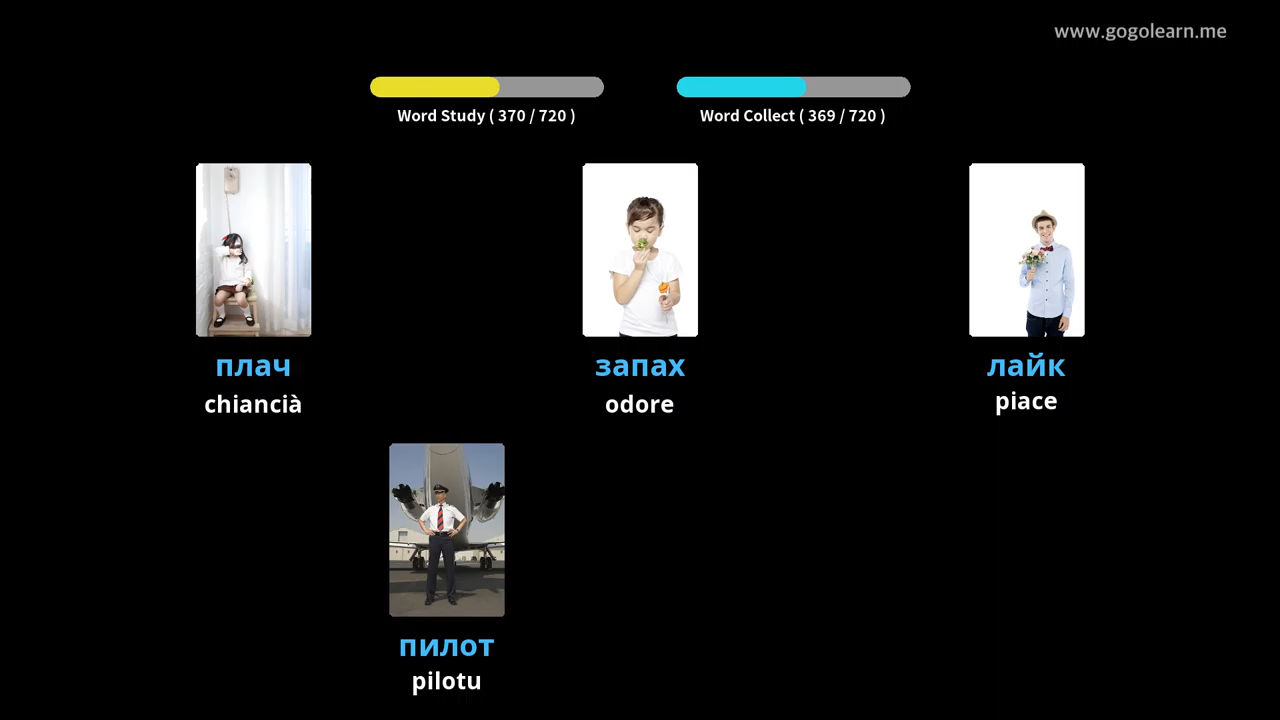 www.gogolearn.me
Word Study ( 370 / 720 )
Word Collect ( 369 / 720 )
плач
chiancià
запах
odore
лайк
piace
пилот
pilotu